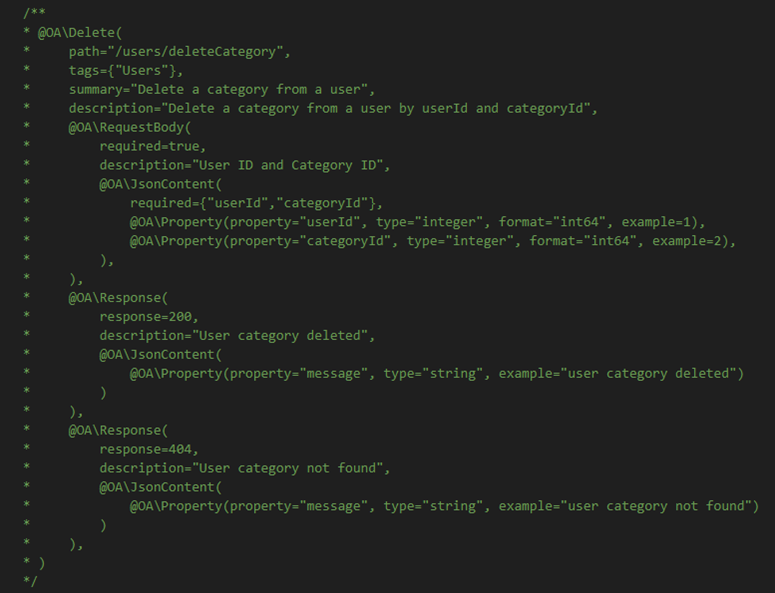 /**
* @OA\Delete(
*     path="/users/deleteCategory",
*     tags={"Users"},
*     summary="Delete a category from a user",
*     description="Delete a category from a user by userId and categoryId",
*     @OA\RequestBody(
*         required=true,
*         description="User ID and Category ID",
*         @OA\JsonContent(
*             required={"userId","categoryId"},
*             @OA\Property(property="userId", type="integer", format="int64", example=1),
*             @OA\Property(property="categoryId", type="integer", format="int64", example=2),
*         ),
*     ),
*     @OA\Response(
*         response=200,
*         description="User category deleted",
*         @OA\JsonContent(
*             @OA\Property(property="message", type="string", example="user category deleted")
*         )
*     ),
*     @OA\Response(
*         response=404,
*         description="User category not found",
*         @OA\JsonContent(
*             @OA\Property(property="message", type="string", example="user category not found")
*         )
*     ),
* )
*/